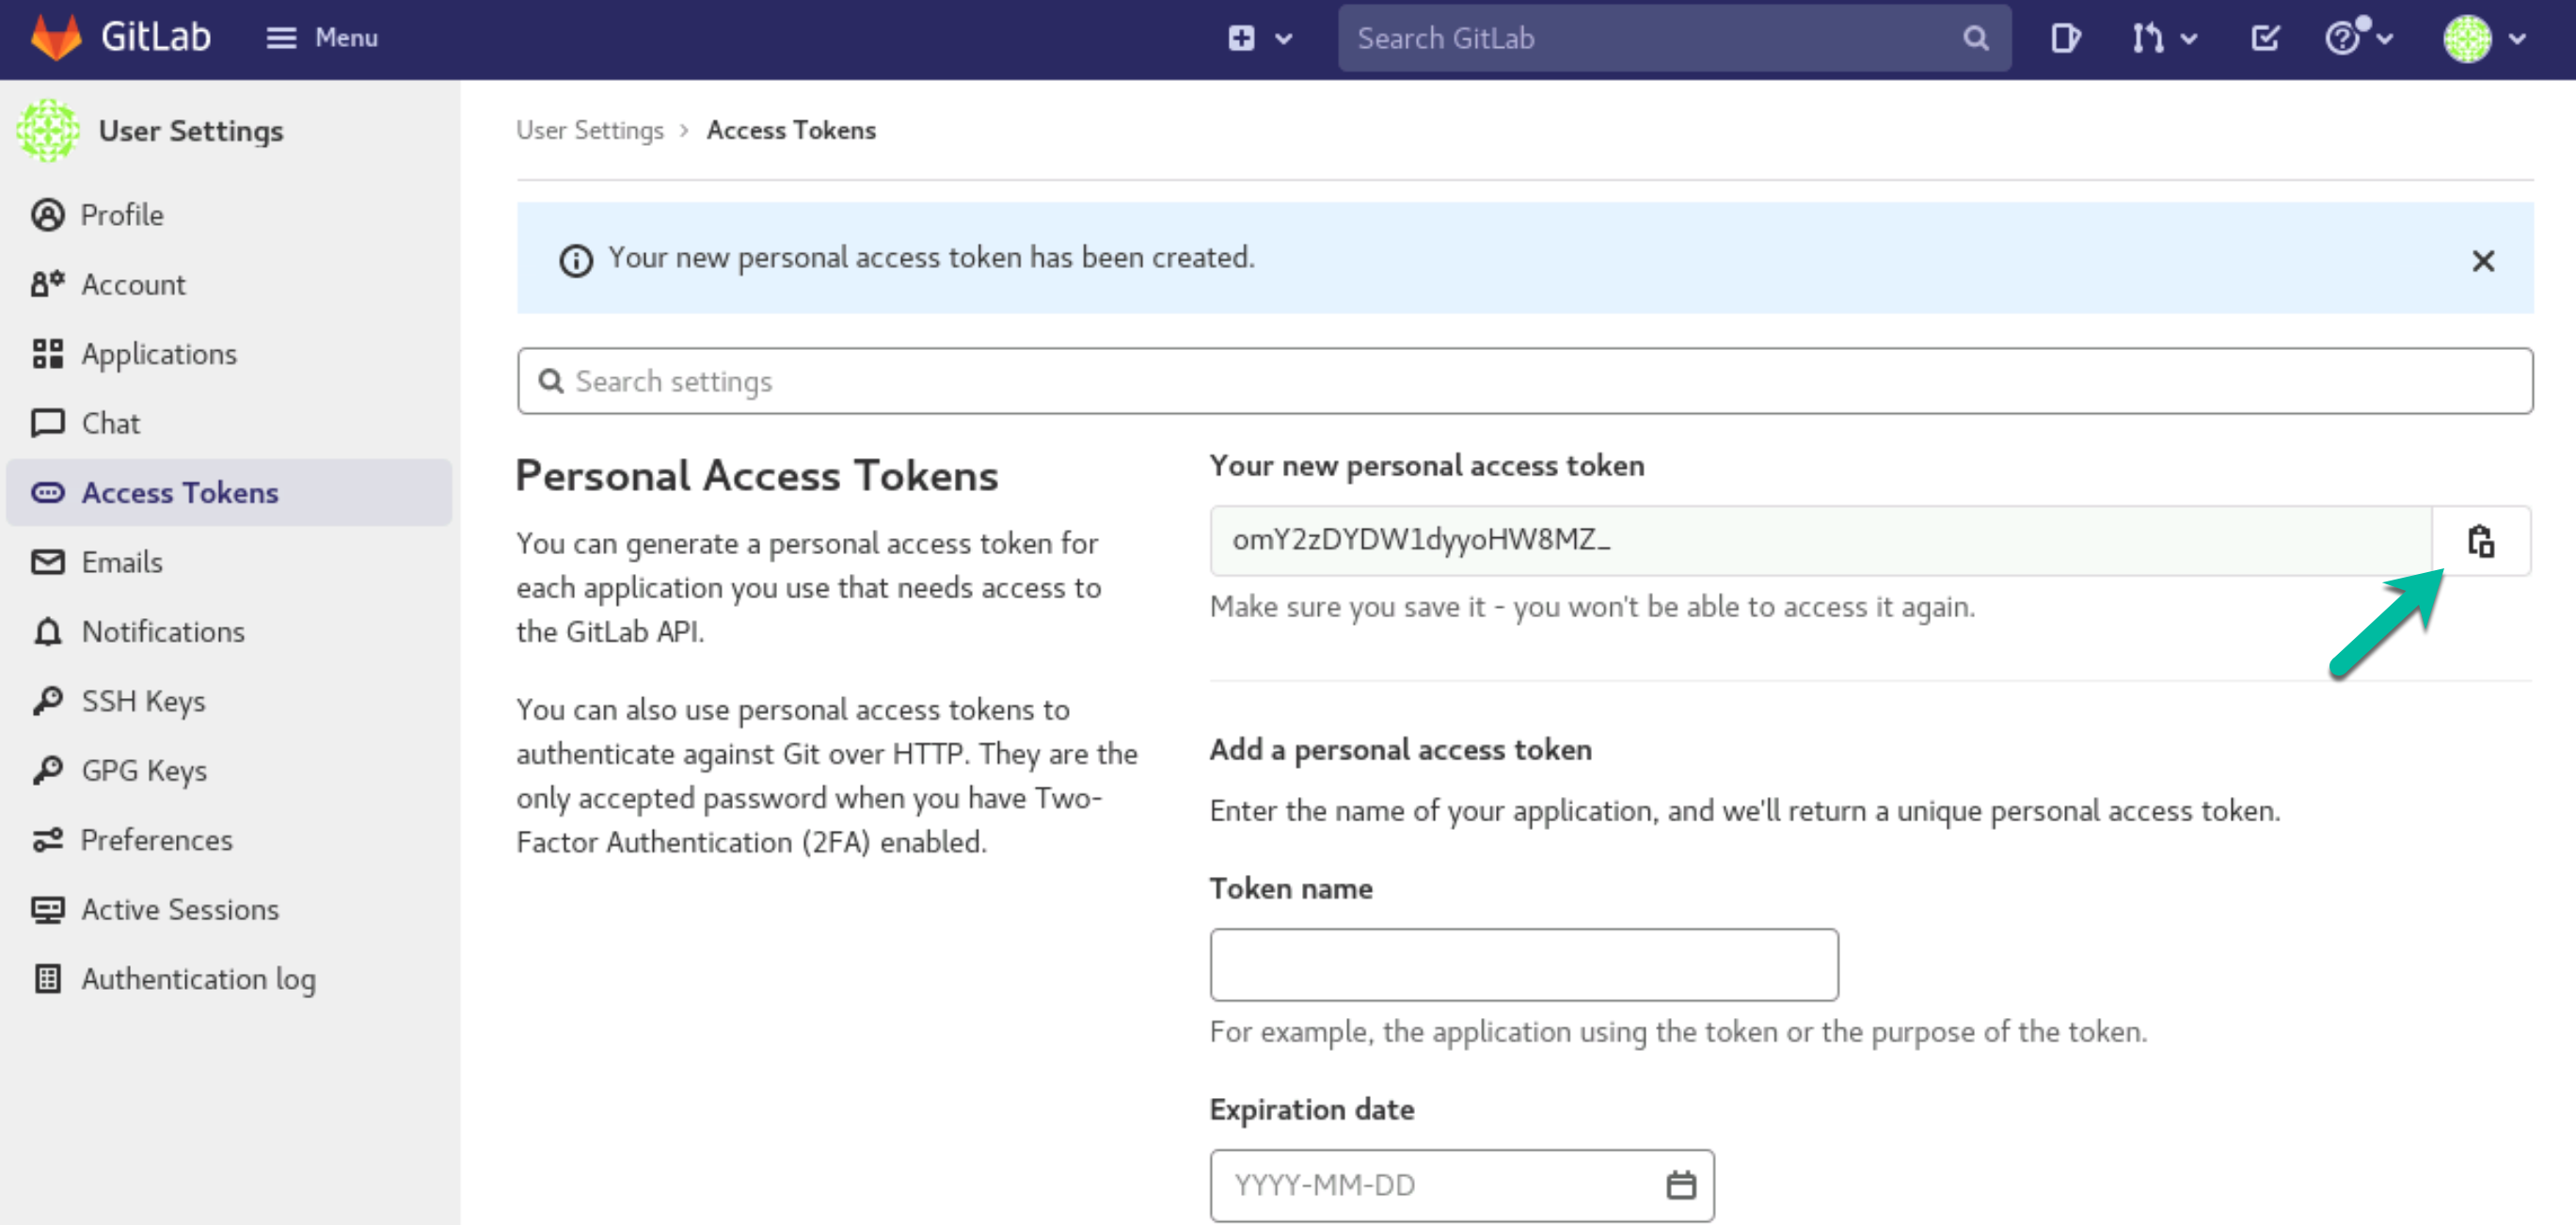 GitLab
Menu
Search GitLab
User Settings
Profile
Account
Applications
Chat
Access Tokens
Emails
Notifications
SSH Keys
GPG Keys
Preferences
Active Sessions
Authentication log
User Settings > Access Tokens
Your new personal access token has been created.
Search settings
Personal Access Tokens
You can generate a personal access token for
each application you use that needs access to
the GitLab API.
You can also use personal access tokens to
authenticate against Git over HTTP. They are the
only accepted password when you have Two-
Factor Authentication (2FA) enabled.
Your new personal access token
omY2zDYDW1dyyoHW8MZ_
Make sure you save it - you won't be able to access it again.
Add a personal access token
Enter the name of your application, and we'll return a unique personal access token.
Token name
For example, the application using the token or the purpose of the token.
Expiration date
YYYY-MM-DD